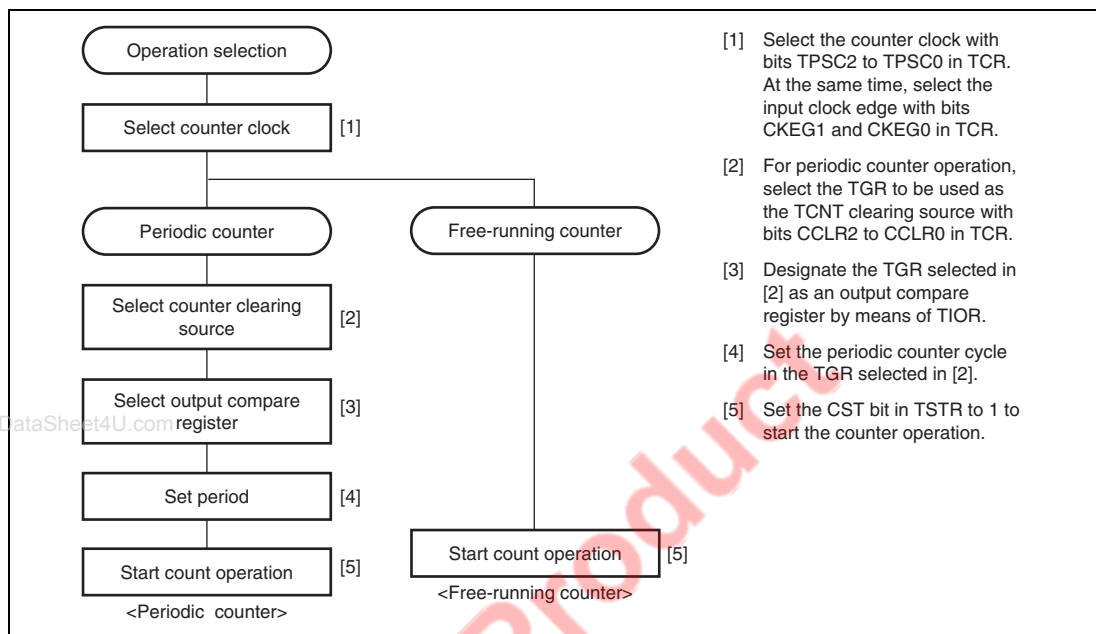 Operation selection
Select counter clock
[1]
Periodic counter
Free-running counter
Select counter clearing
source
[2]
Select output compare
register
[3]
Set period
[4]
Start count operation
[5]
<Periodic counter>
Start count operation
[5]
<Free-running counter>
[1] Select the counter clock with
bits TPSC2 to TPSC0 in TCR.
At the same time, select the
input clock edge with bits
CKEG1 and CKEG0 in TCR.
[2] For periodic counter operation,
select the TGR to be used as
the TCNT clearing source with
bits CCLR2 to CCLR0 in TCR.
[3] Designate the TGR selected in
[2] as an output compare
register by means of TIOR.
[4] Set the periodic counter cycle
in the TGR selected in [2].
[5] Set the CST bit in TSTR to 1 to
start the counter operation.
DataSheet4U.com
Product